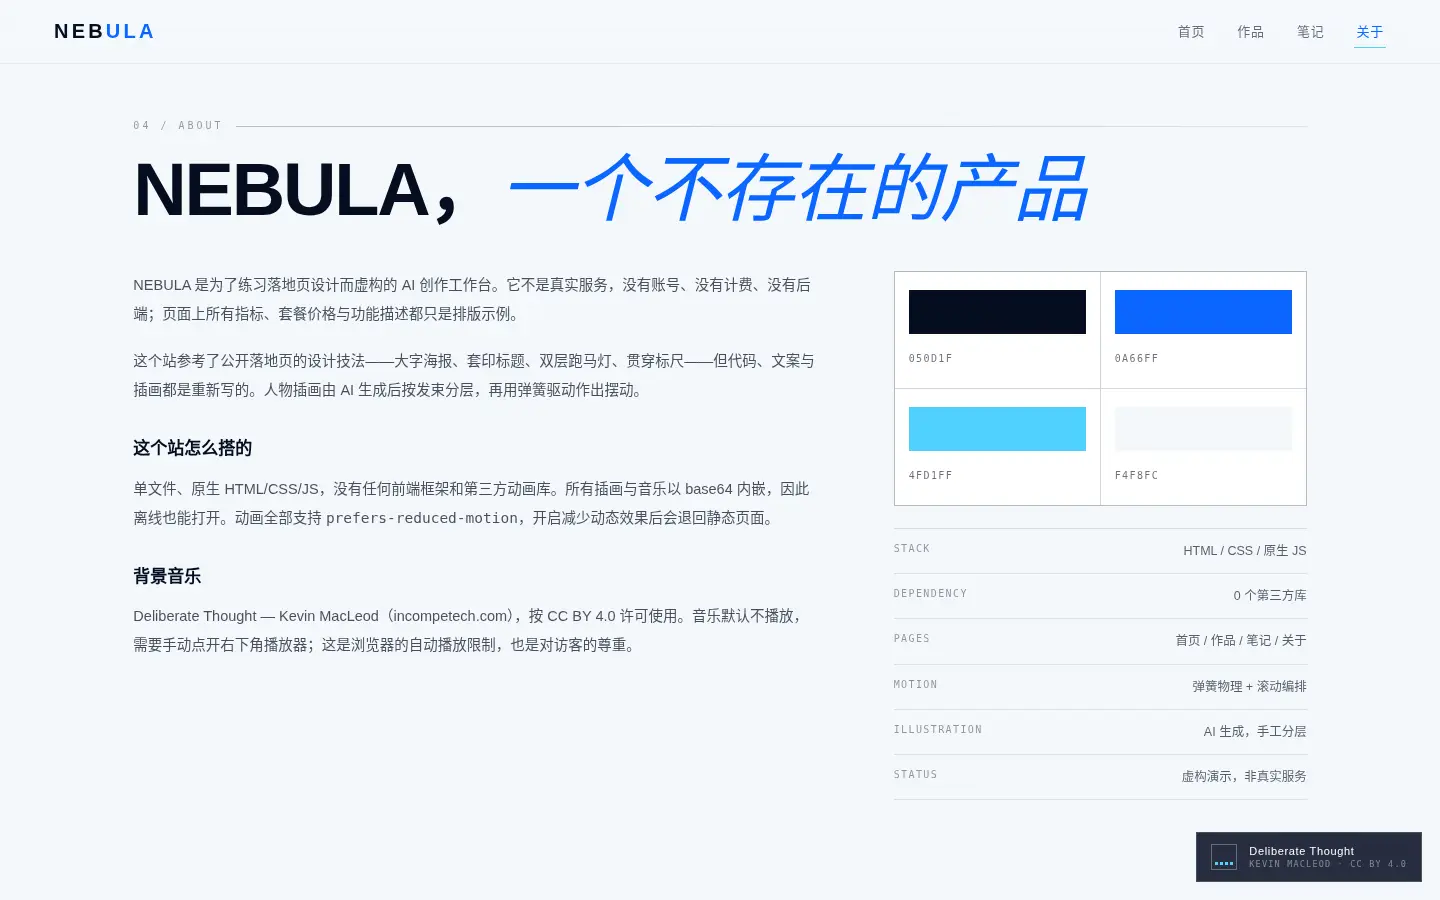 NEBULA
首页
作品
笔记
关于
04 / ABOUT
NEBULA，一个不存在的产品
NEBULA 是为了练习落地页设计而虚构的 AI 创作工作台。它不是真实服务，没有账号、没有计费、没有后
端；页面上所有指标、套餐价格与功能描述都只是排版示例。
这个站参考了公开落地页的设计技法——大字海报、套印标题、双层跑马灯、贯穿标尺——但代码、文案与
插画都是重新写的。人物插画由 AI 生成后按发束分层，再用弹簧驱动作出摆动。
这个站怎么搭的
单文件、原生 HTML/CSS/JS，没有任何前端框架和第三方动画库。所有插画与音乐以 base64 内嵌，因此
离线也能打开。动画全部支持 prefers-reduced-motion，开启减少动态效果后会退回静态页面。
背景音乐
Deliberate Thought — Kevin MacLeod（incompetech.com），按 CC BY 4.0 许可使用。音乐默认不播放，
需要手动点开右下角播放器；这是浏览器的自动播放限制，也是对访客的尊重。
050D1F
0A66FF
4FD1FF
F4F8FC
STACK
HTML / CSS / 原生 JS
DEPENDENCY
0 个第三方库
PAGES
首页 / 作品 / 笔记 / 关于
MOTION
弹簧物理 + 滚动编排
ILLUSTRATION
AI 生成，手工分层
STATUS
虚构演示，非真实服务
Deliberate Thought
KEVIN MACLEOD · CC BY 4.0